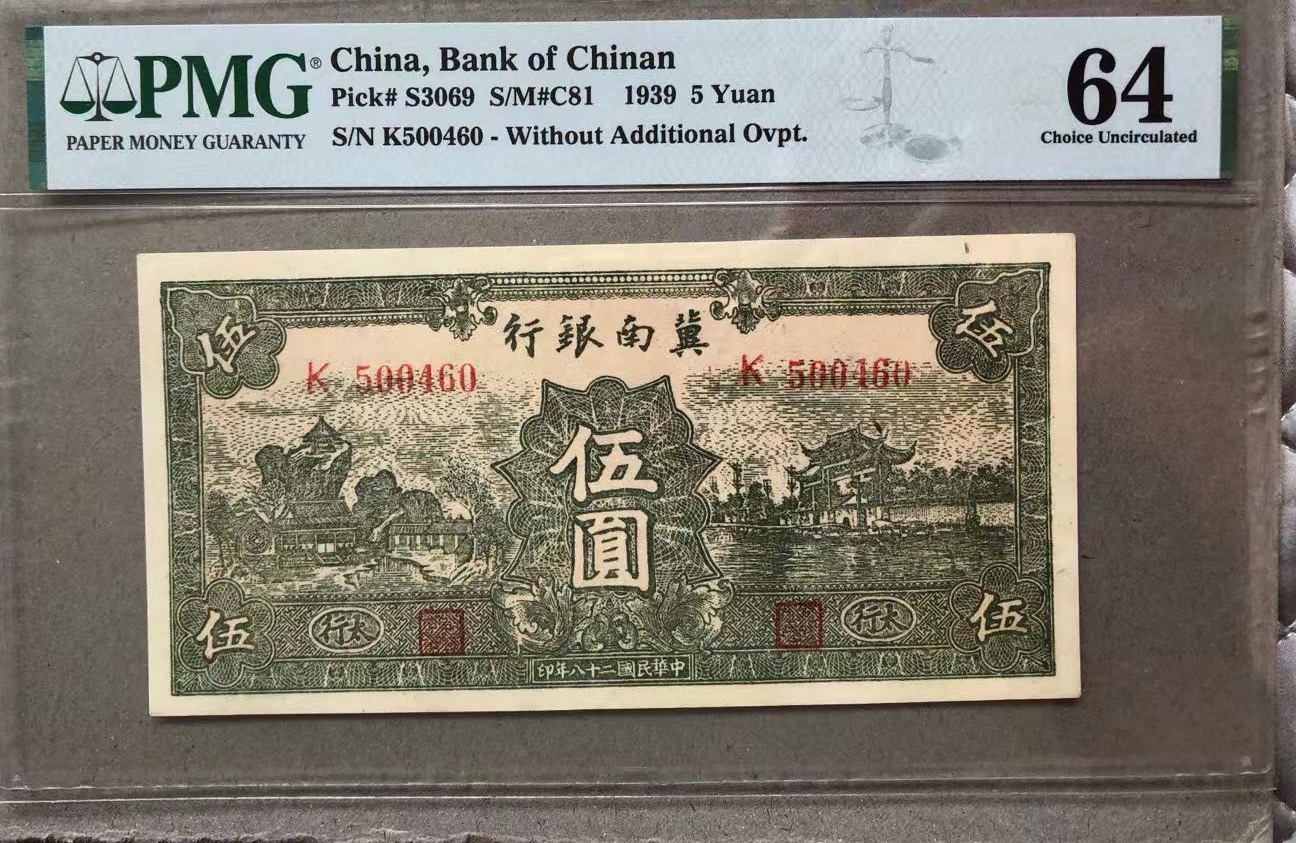 PMG® PAPER MONEY GUARANTY
China, Bank of Chinan
Pick# S3069 S/M#C81 1939 5 Yuan
S/N K500460 - Without Additional Ovpt.
64
Choice Uncirculated
冀南銀行
伍
伍
K 500460
K 500460
伍圓
伍
太行
太行
伍
中華民國二十八年印